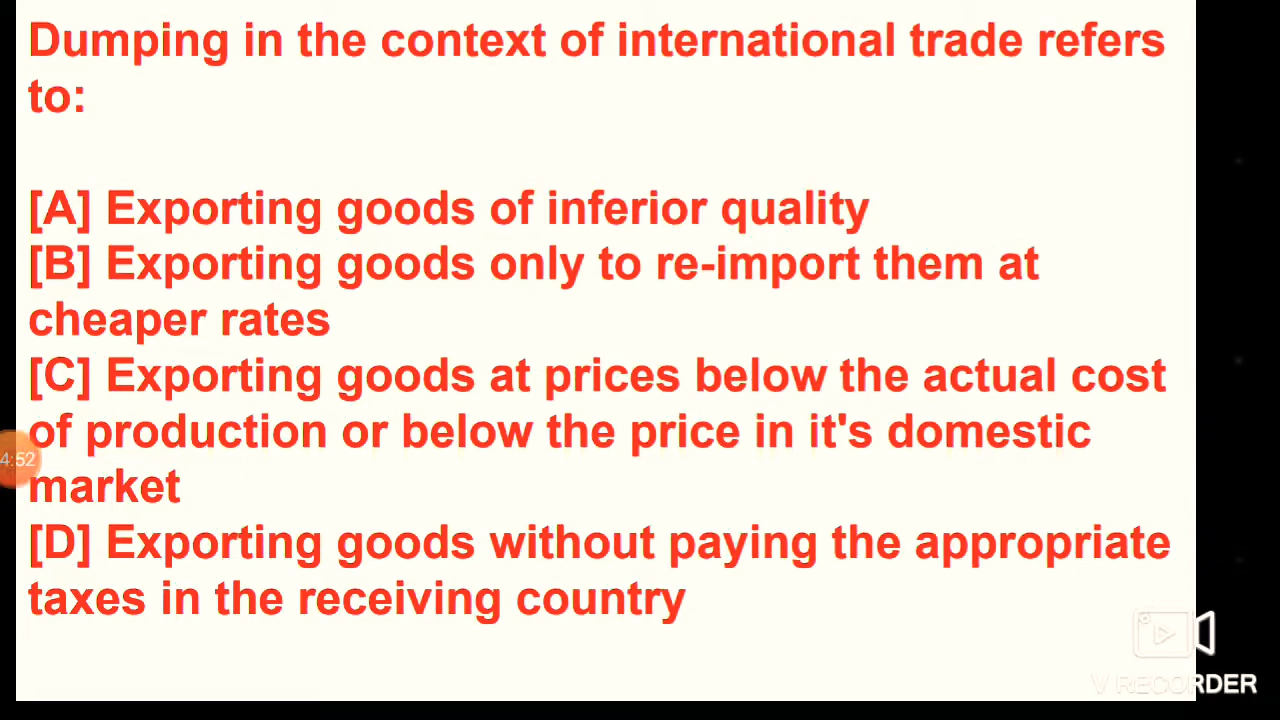 Dumping in the context of international trade refers
to:
[A] Exporting goods of inferior quality
[B] Exporting goods only to re-import them at
cheaper rates
[C] Exporting goods at prices below the actual cost
of production or below the price in it's domestic
market
4:52
[D] Exporting goods without paying the appropriate
taxes in the receiving country
V RECORDER